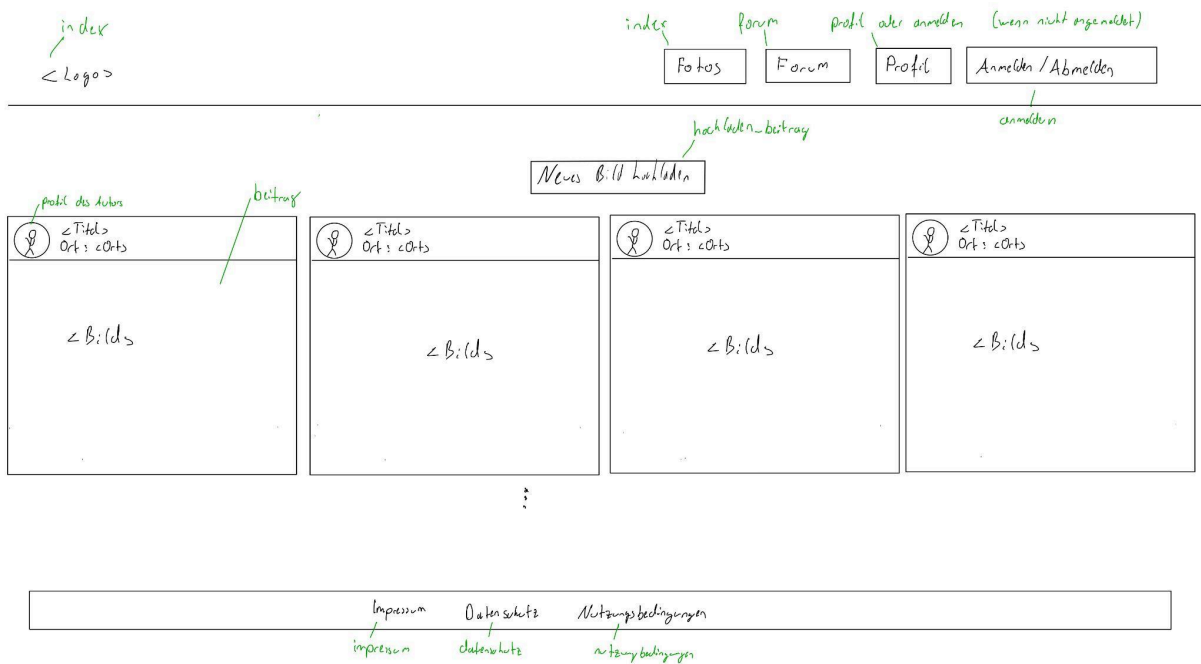 index
index forum profil oder anmelden (wenn nicht angemeldet)
<Logo>
Fotos Forum Profil Anmelden / Abmelden
anmelden
hochladen_beitrag
Neues Bild hochladen
profil des Autors beitrag
<Titel> <Titel> <Titel> <Titel>
Ort: <Ort> Ort: <Ort> Ort: <Ort> Ort: <Ort>
<Bild> <Bild> <Bild> <Bild>
Impressum Datenschutz Nutzungsbedingungen
impressum datenschutz nutzungbedingungen